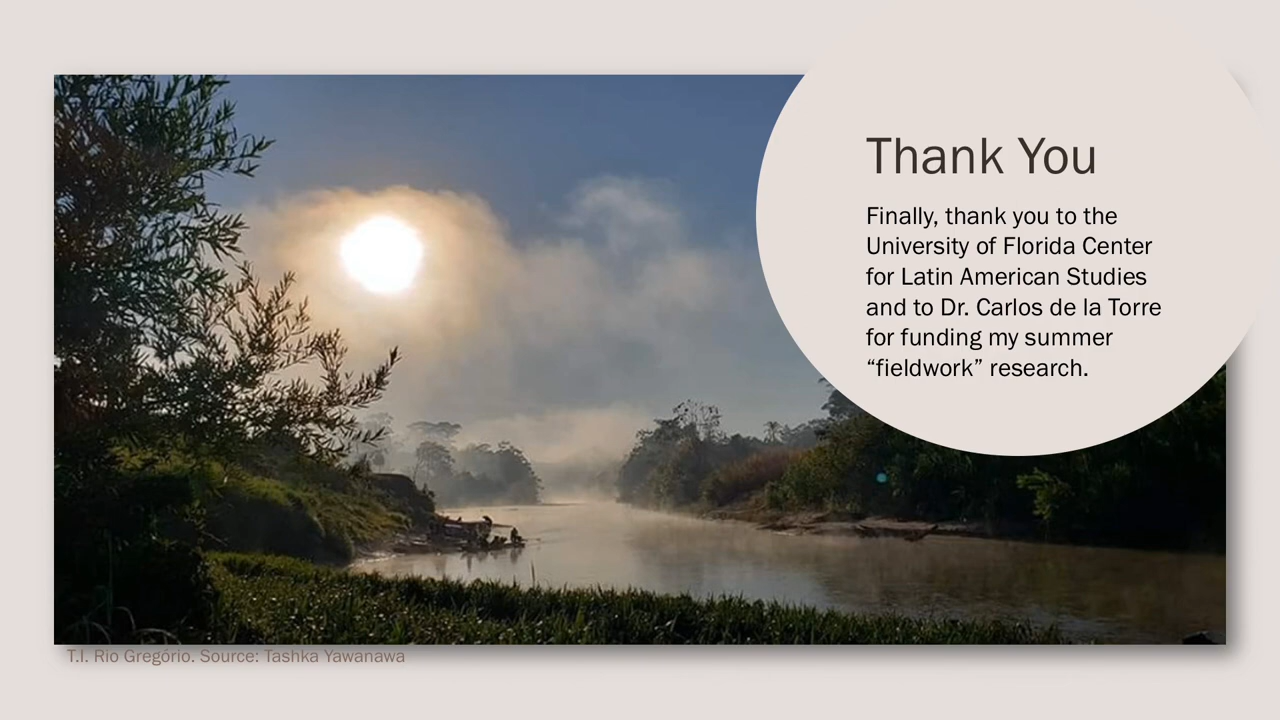 Thank You
Finally, thank you to the
University of Florida Center
for Latin American Studies
and to Dr. Carlos de la Torre
for funding my summer
“fieldwork” research.
T.I. Rio Gregório. Source: Tashka Yawanawa